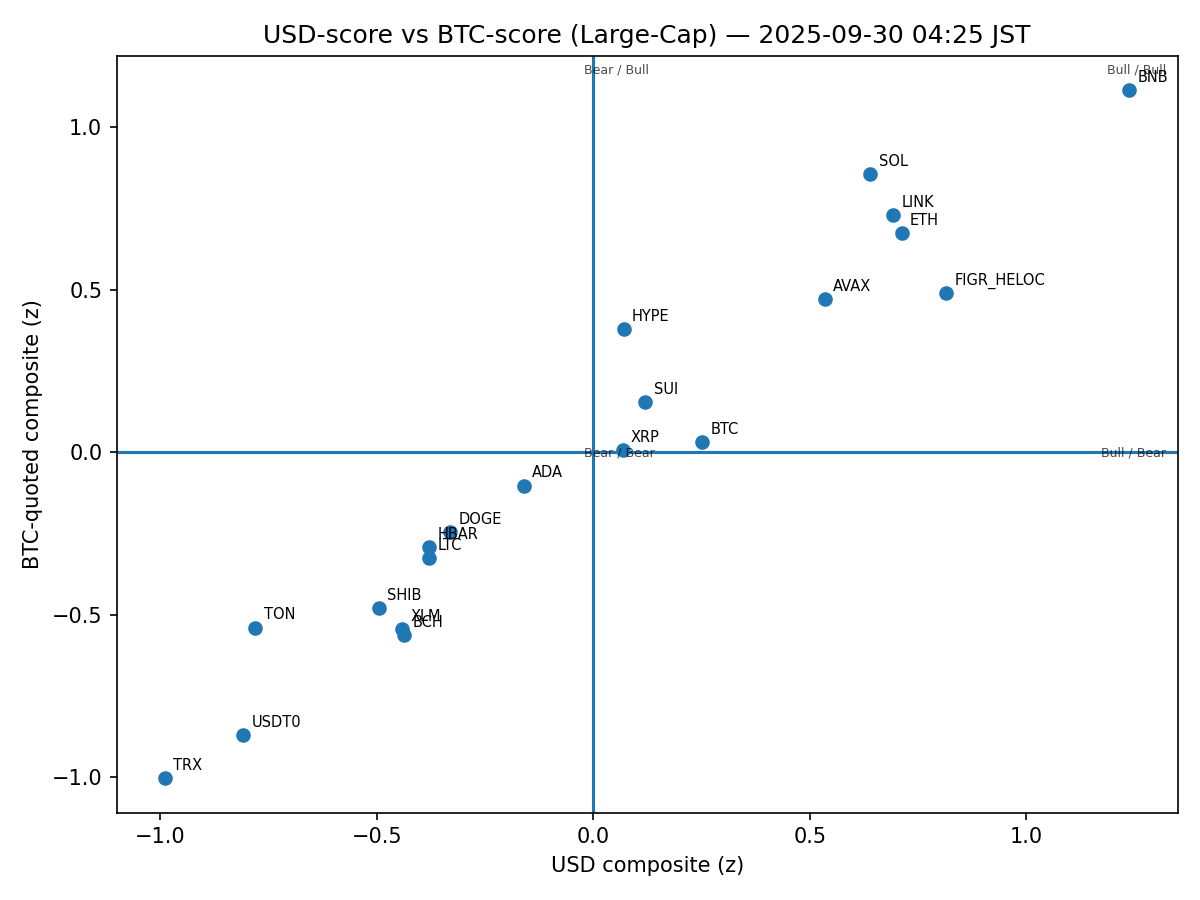 USD-score vs BTC-score (Large-Cap) — 2025-09-30 04:25 JST
Bear / Bull
Bull / Bull
BNB
1.0
SOL
LINK
ETH
0.5
FIGR_HELOC
AVAX
HYPE
SUI
BTC
XRP
0.0
Bear / Bear
Bull / Bear
ADA
DOGE
HBAR
LTC
−0.5
SHIB
TON
XLM
BCH
USDT0
TRX
−1.0
BTC-quoted composite (z)
−1.0
−0.5
0.0
0.5
1.0
USD composite (z)